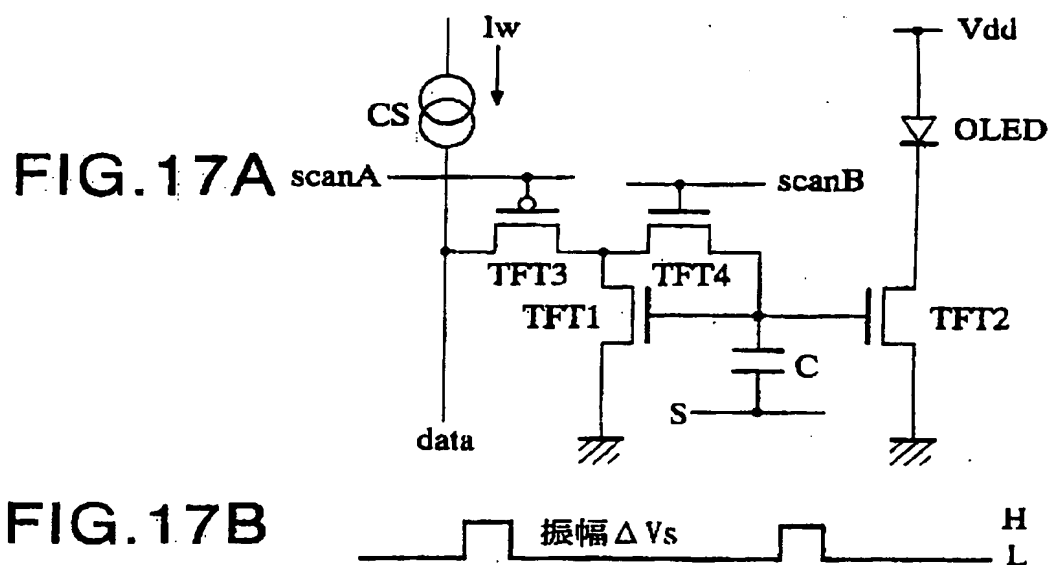 Iw
Vdd
CS
OLED
FIG.17A
scanA
scanB
TFT3
TFT4
TFT1
TFT2
C
S
data
FIG.17B
振幅ΔVs
H
L